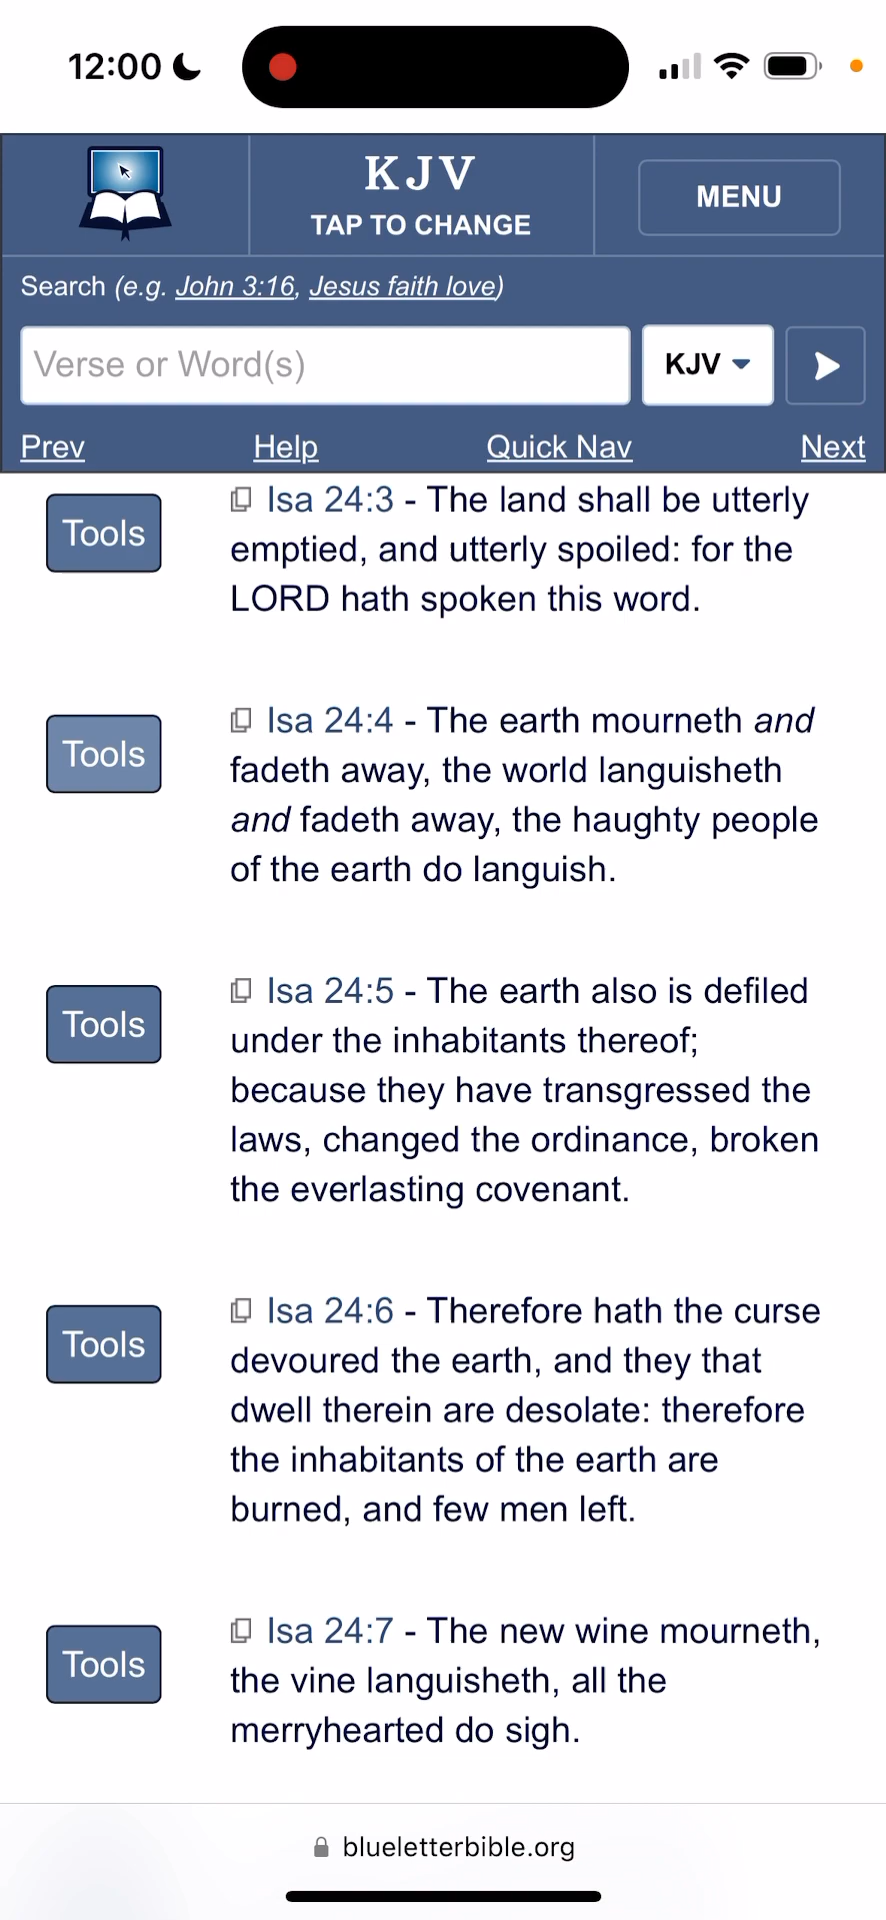 12:00
KJV
TAP TO CHANGE
MENU
Search (e.g. John 3:16, Jesus faith love)
Verse or Word(s)
KJV
Prev Help Quick Nav Next
Tools
Isa 24:3 - The land shall be utterly
emptied, and utterly spoiled: for the
LORD hath spoken this word.
Tools
Isa 24:4 - The earth mourneth and
fadeth away, the world languisheth
and fadeth away, the haughty people
of the earth do languish.
Tools
Isa 24:5 - The earth also is defiled
under the inhabitants thereof;
because they have transgressed the
laws, changed the ordinance, broken
the everlasting covenant.
Tools
Isa 24:6 - Therefore hath the curse
devoured the earth, and they that
dwell therein are desolate: therefore
the inhabitants of the earth are
burned, and few men left.
Tools
Isa 24:7 - The new wine mourneth,
the vine languisheth, all the
merryhearted do sigh.
blueletterbible.org